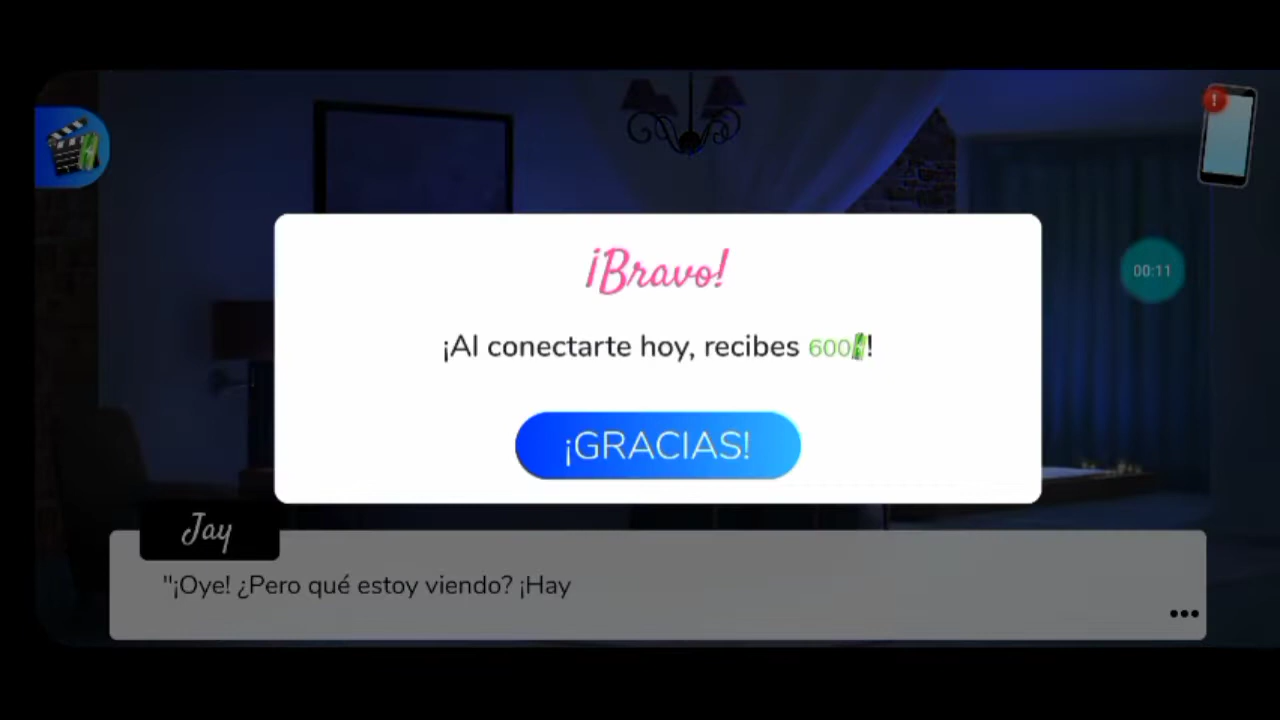 ¡Bravo!
¡Al conectarte hoy, recibes 600!
00:11
¡GRACIAS!
Jay
"¡Oye! ¿Pero qué estoy viendo? ¡Hay
•••